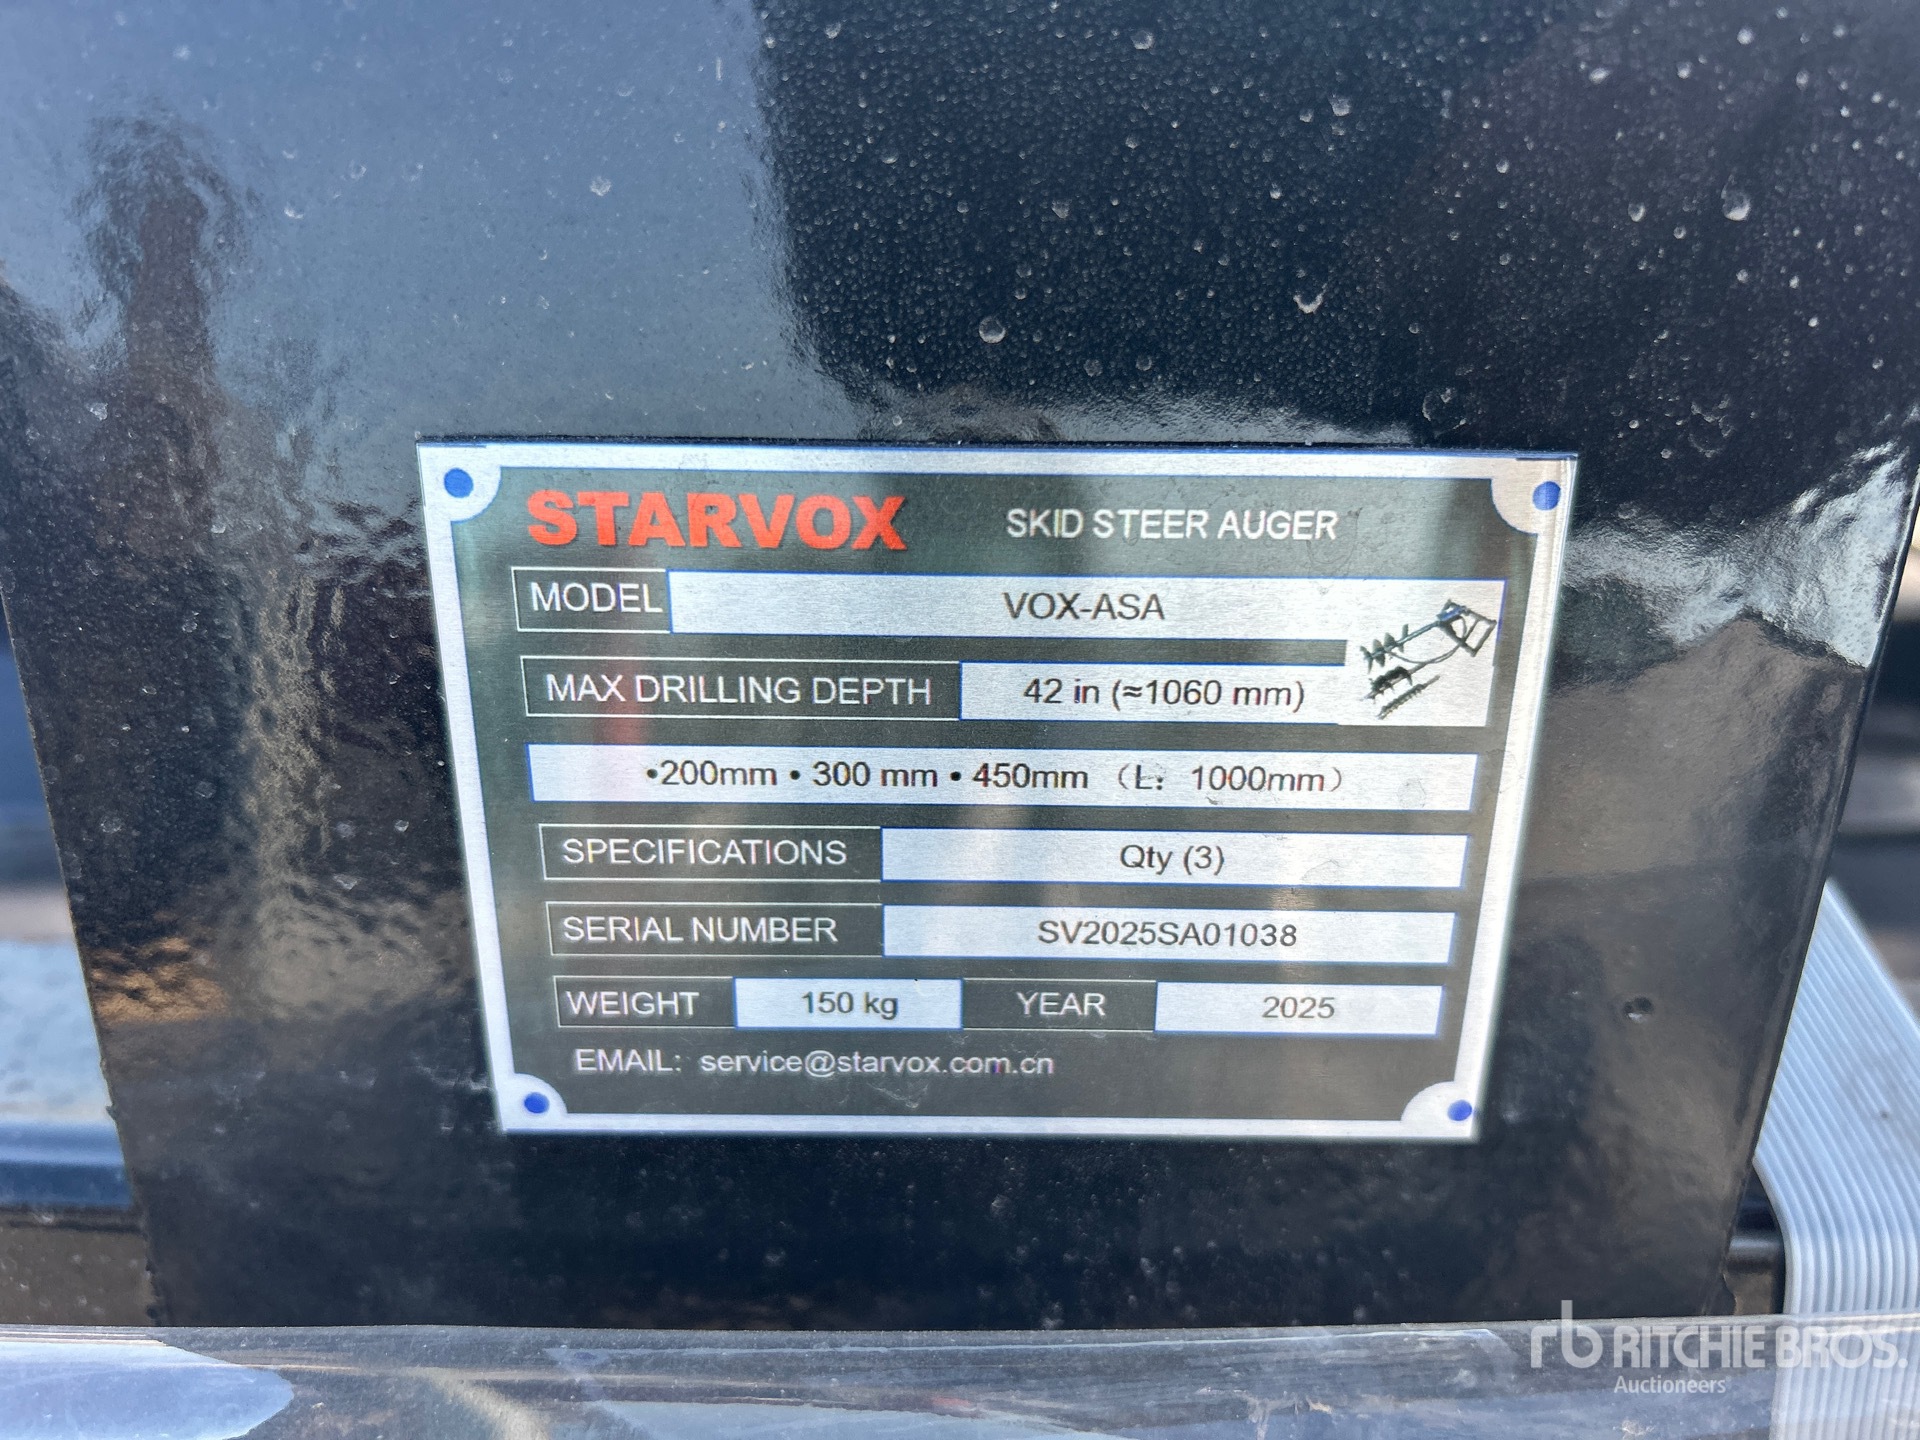 STARVOX SKID STEER AUGER
MODEL VOX-ASA
MAX DRILLING DEPTH 42 in (≈1060 mm)
•200mm • 300 mm • 450mm （L：1000mm）
SPECIFICATIONS Qty (3)
SERIAL NUMBER SV2025SA01038
WEIGHT 150 kg YEAR 2025
EMAIL: service@starvox.com.cn
rb RITCHIE BROS.
Auctioneers